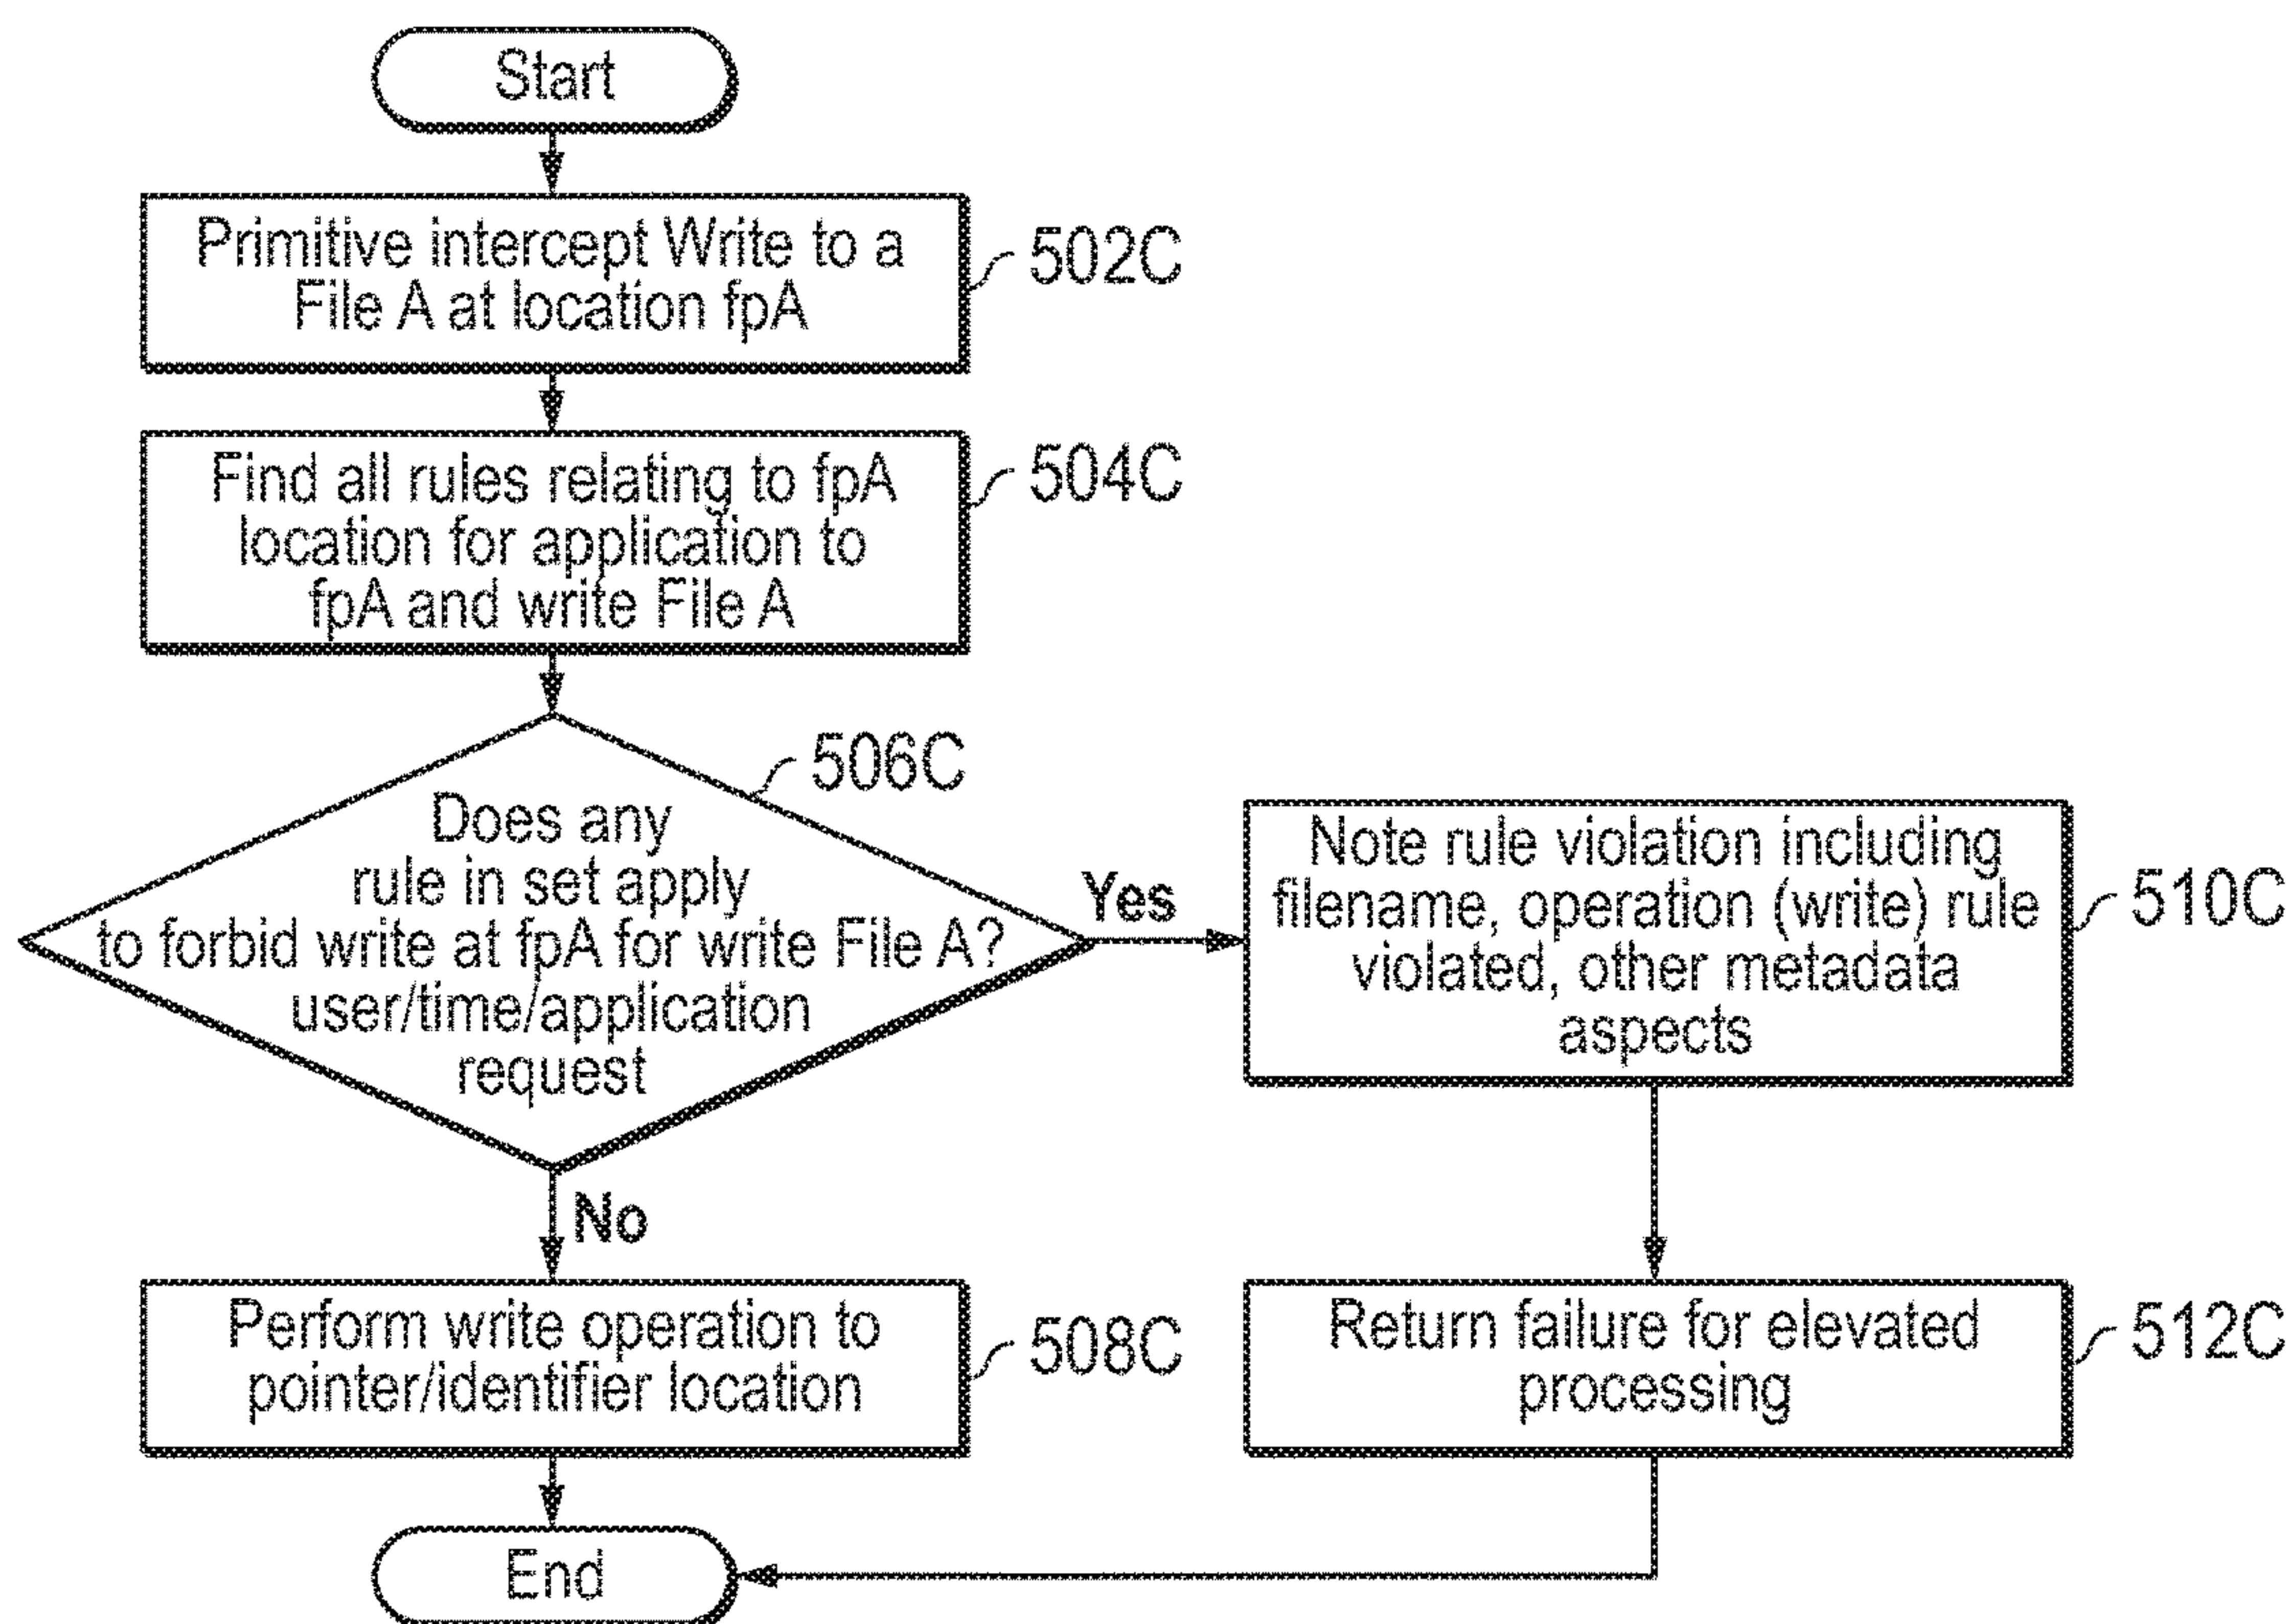 Start
Primitive intercept Write to a
File A at location fpA
502C
Find all rules relating to fpA
location for application to
fpA and write File A
504C
506C
Does any
rule in set apply
to forbid write at fpA for write File A?
user/time/application
request
Yes
No
Note rule violation including
filename, operation (write) rule
violated, other metadata
aspects
510C
Perform write operation to
pointer/identifier location
508C
Return failure for elevated
processing
512C
End